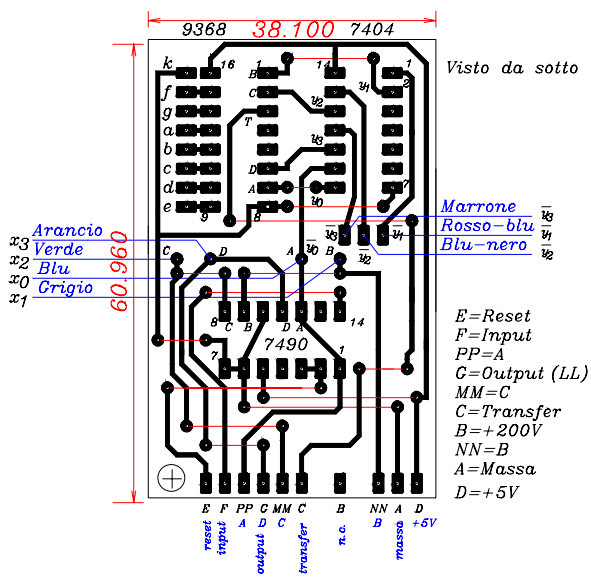 9368 38.100 7404
60.960
Visto da sotto
k 16 1 B 14 1
f C y1 2
g T y2
a
b y3
c D
d A y0 7
e 9 8
Marrone y3
y3 y1 Rosso-blu y1
y2 Blu-nero y2
Arancio
x3
Verde
x2 C D A y0 B
Blu
x0
Grigio
x1
8 C B D A 14
7490
7 1
E=Reset
F=Input
PP=A
G=Output (LL)
MM=C
C=Transfer
B=+200V
NN=B
A=Massa
D=+5V
E F PP G MM C B NN A D
reset input A D C transfer n.c. B massa +5V
output